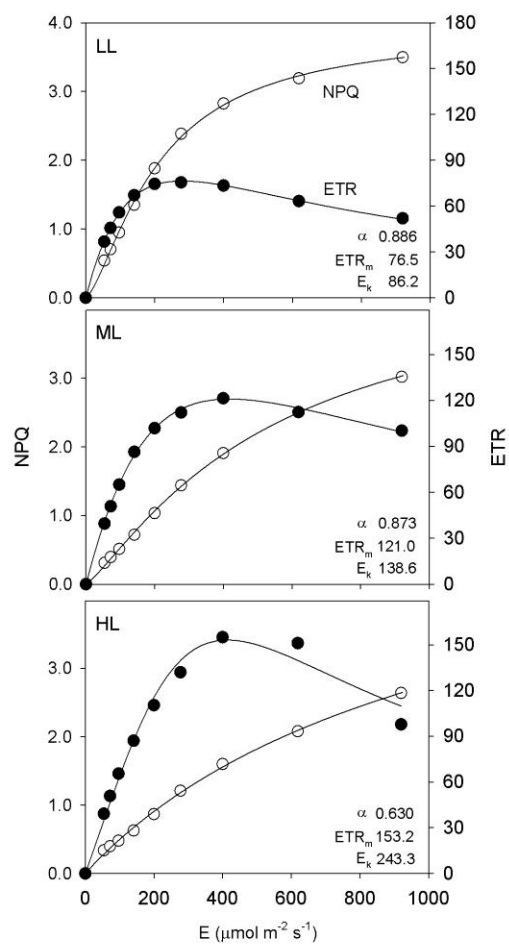 4.0
180
LL
150
3.0
NPQ
120
2.0
90
ETR
60
1.0
α 0.886
30
ETRm 76.5
Ek 86.2
0.0
0
ML
150
3.0
120
2.0
90
NPQ
ETR
60
1.0
α 0.873
30
ETRm 121.0
Ek 138.6
0.0
0
HL
150
3.0
120
2.0
90
60
1.0
α 0.630
30
ETRm 153.2
Ek 243.3
0.0
0
0 200 400 600 800 1000
E (μmol m-2 s-1)